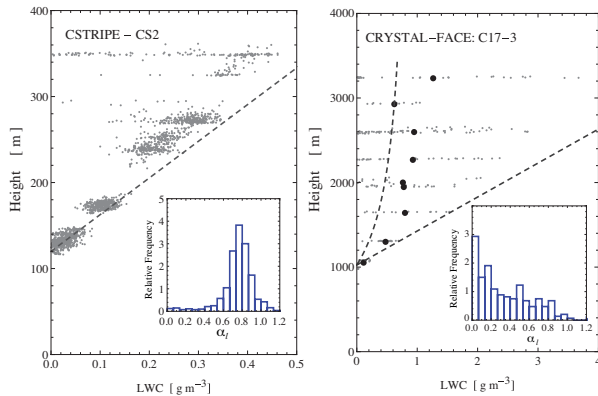 CSTRIPE – CS2
Height [ m ]
400
300
200
100
0
0.0 0.1 0.2 0.3 0.4 0.5
LWC [ g m−3 ]
Relative Frequency
5
4
3
2
1
0
0.0 0.2 0.4 0.6 0.8 1.0 1.2
αl
CRYSTAL–FACE: C17–3
Height [ m ]
4000
3000
2000
1000
0
0 1 2 3 4
LWC [ g m−3 ]
Relative Frequency
3
2
1
0
0.0 0.2 0.4 0.6 0.8 1.0 1.2
αl